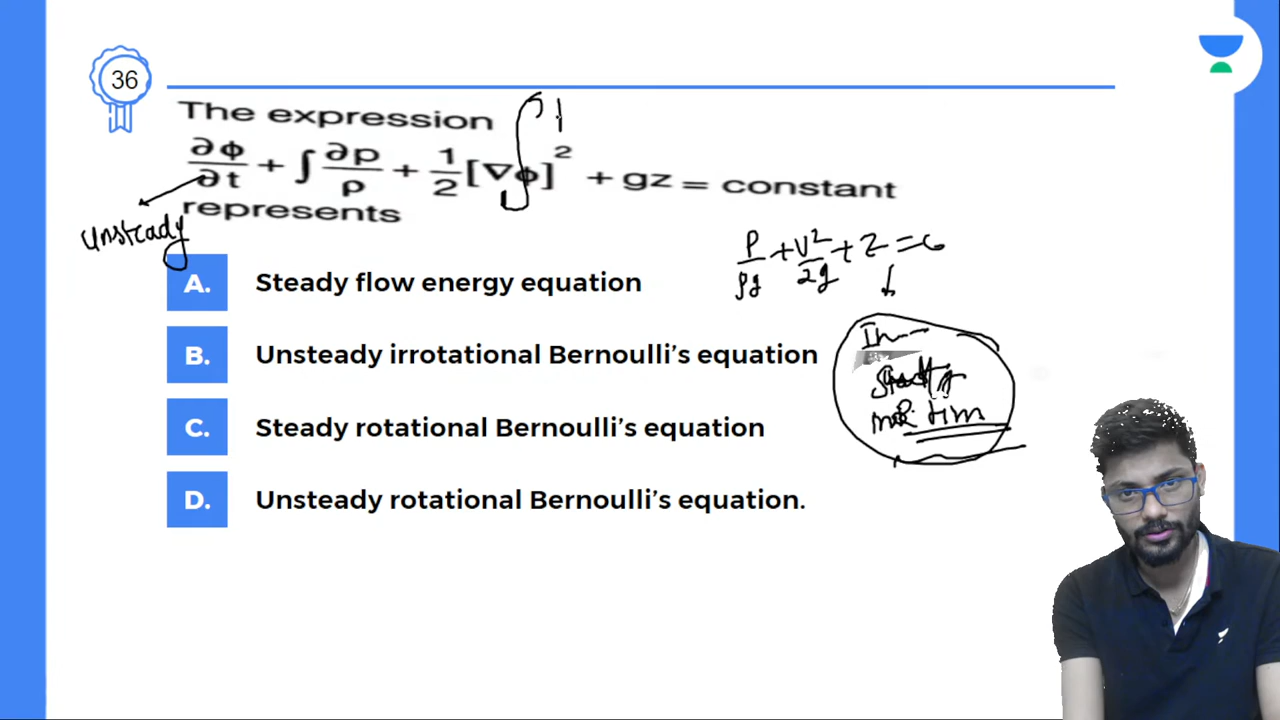 36
The expression
∂ϕ/∂t + ∫ ∂p/ρ + 1/2 [∇ϕ]² + gz = constant
represents
unsteady
P/ρg + V²/2g + Z = C
A. Steady flow energy equation
B. Unsteady irrotational Bernoulli's equation
C. Steady rotational Bernoulli's equation
D. Unsteady rotational Bernoulli's equation.